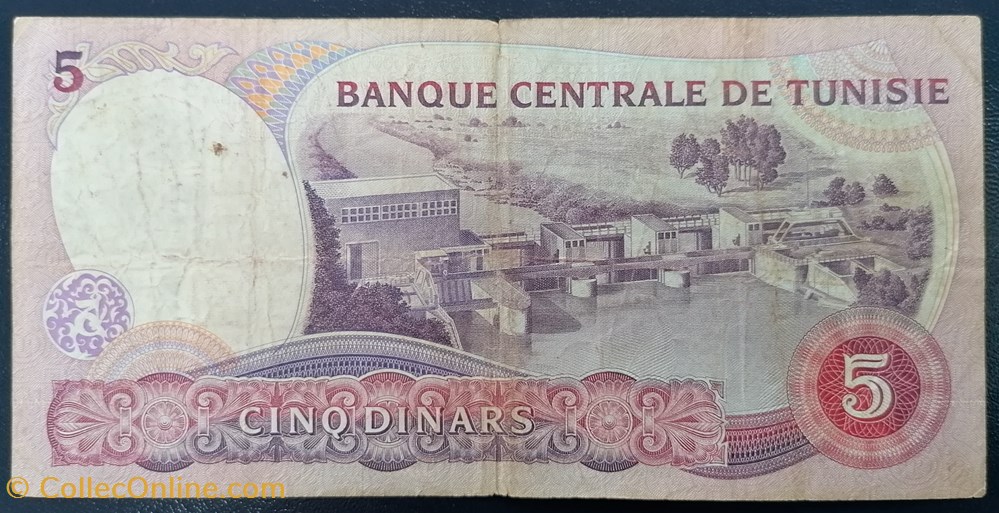 5
BANQUE CENTRALE DE TUNISIE
5
CINQ DINARS
© CollecOnline.com